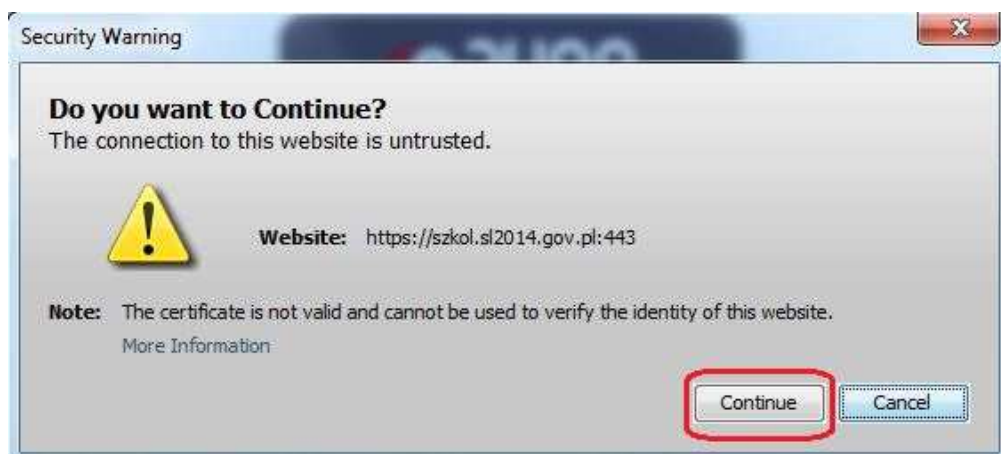 Security Warning
Do you want to Continue?
The connection to this website is untrusted.
Website: https://szkol.sl2014.gov.pl:443
Note: The certificate is not valid and cannot be used to verify the identity of this website.
More Information
Continue Cancel